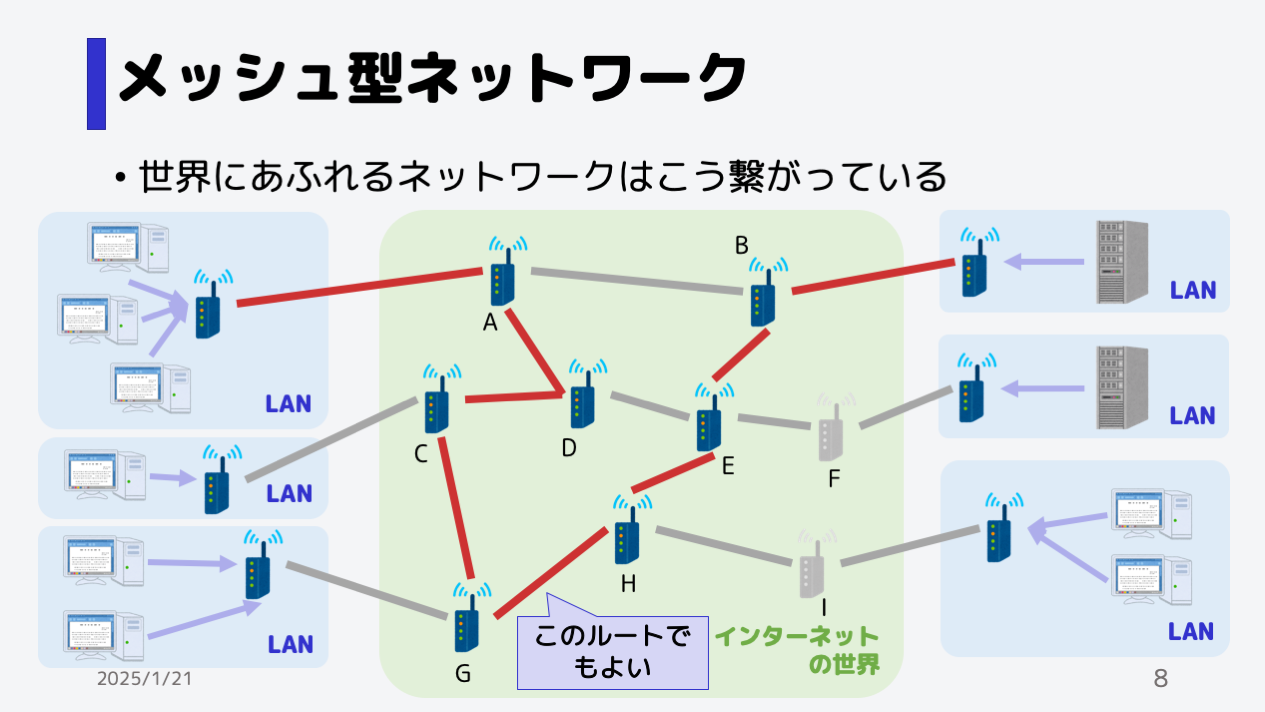 メッシュ型ネットワーク
• 世界にあふれるネットワークはこう繋がっている
LAN
LAN
LAN
A
B
C
D
E
F
G
H
I
このルートで
もよい
インターネット
の世界
LAN
LAN
LAN
2025/1/21
8